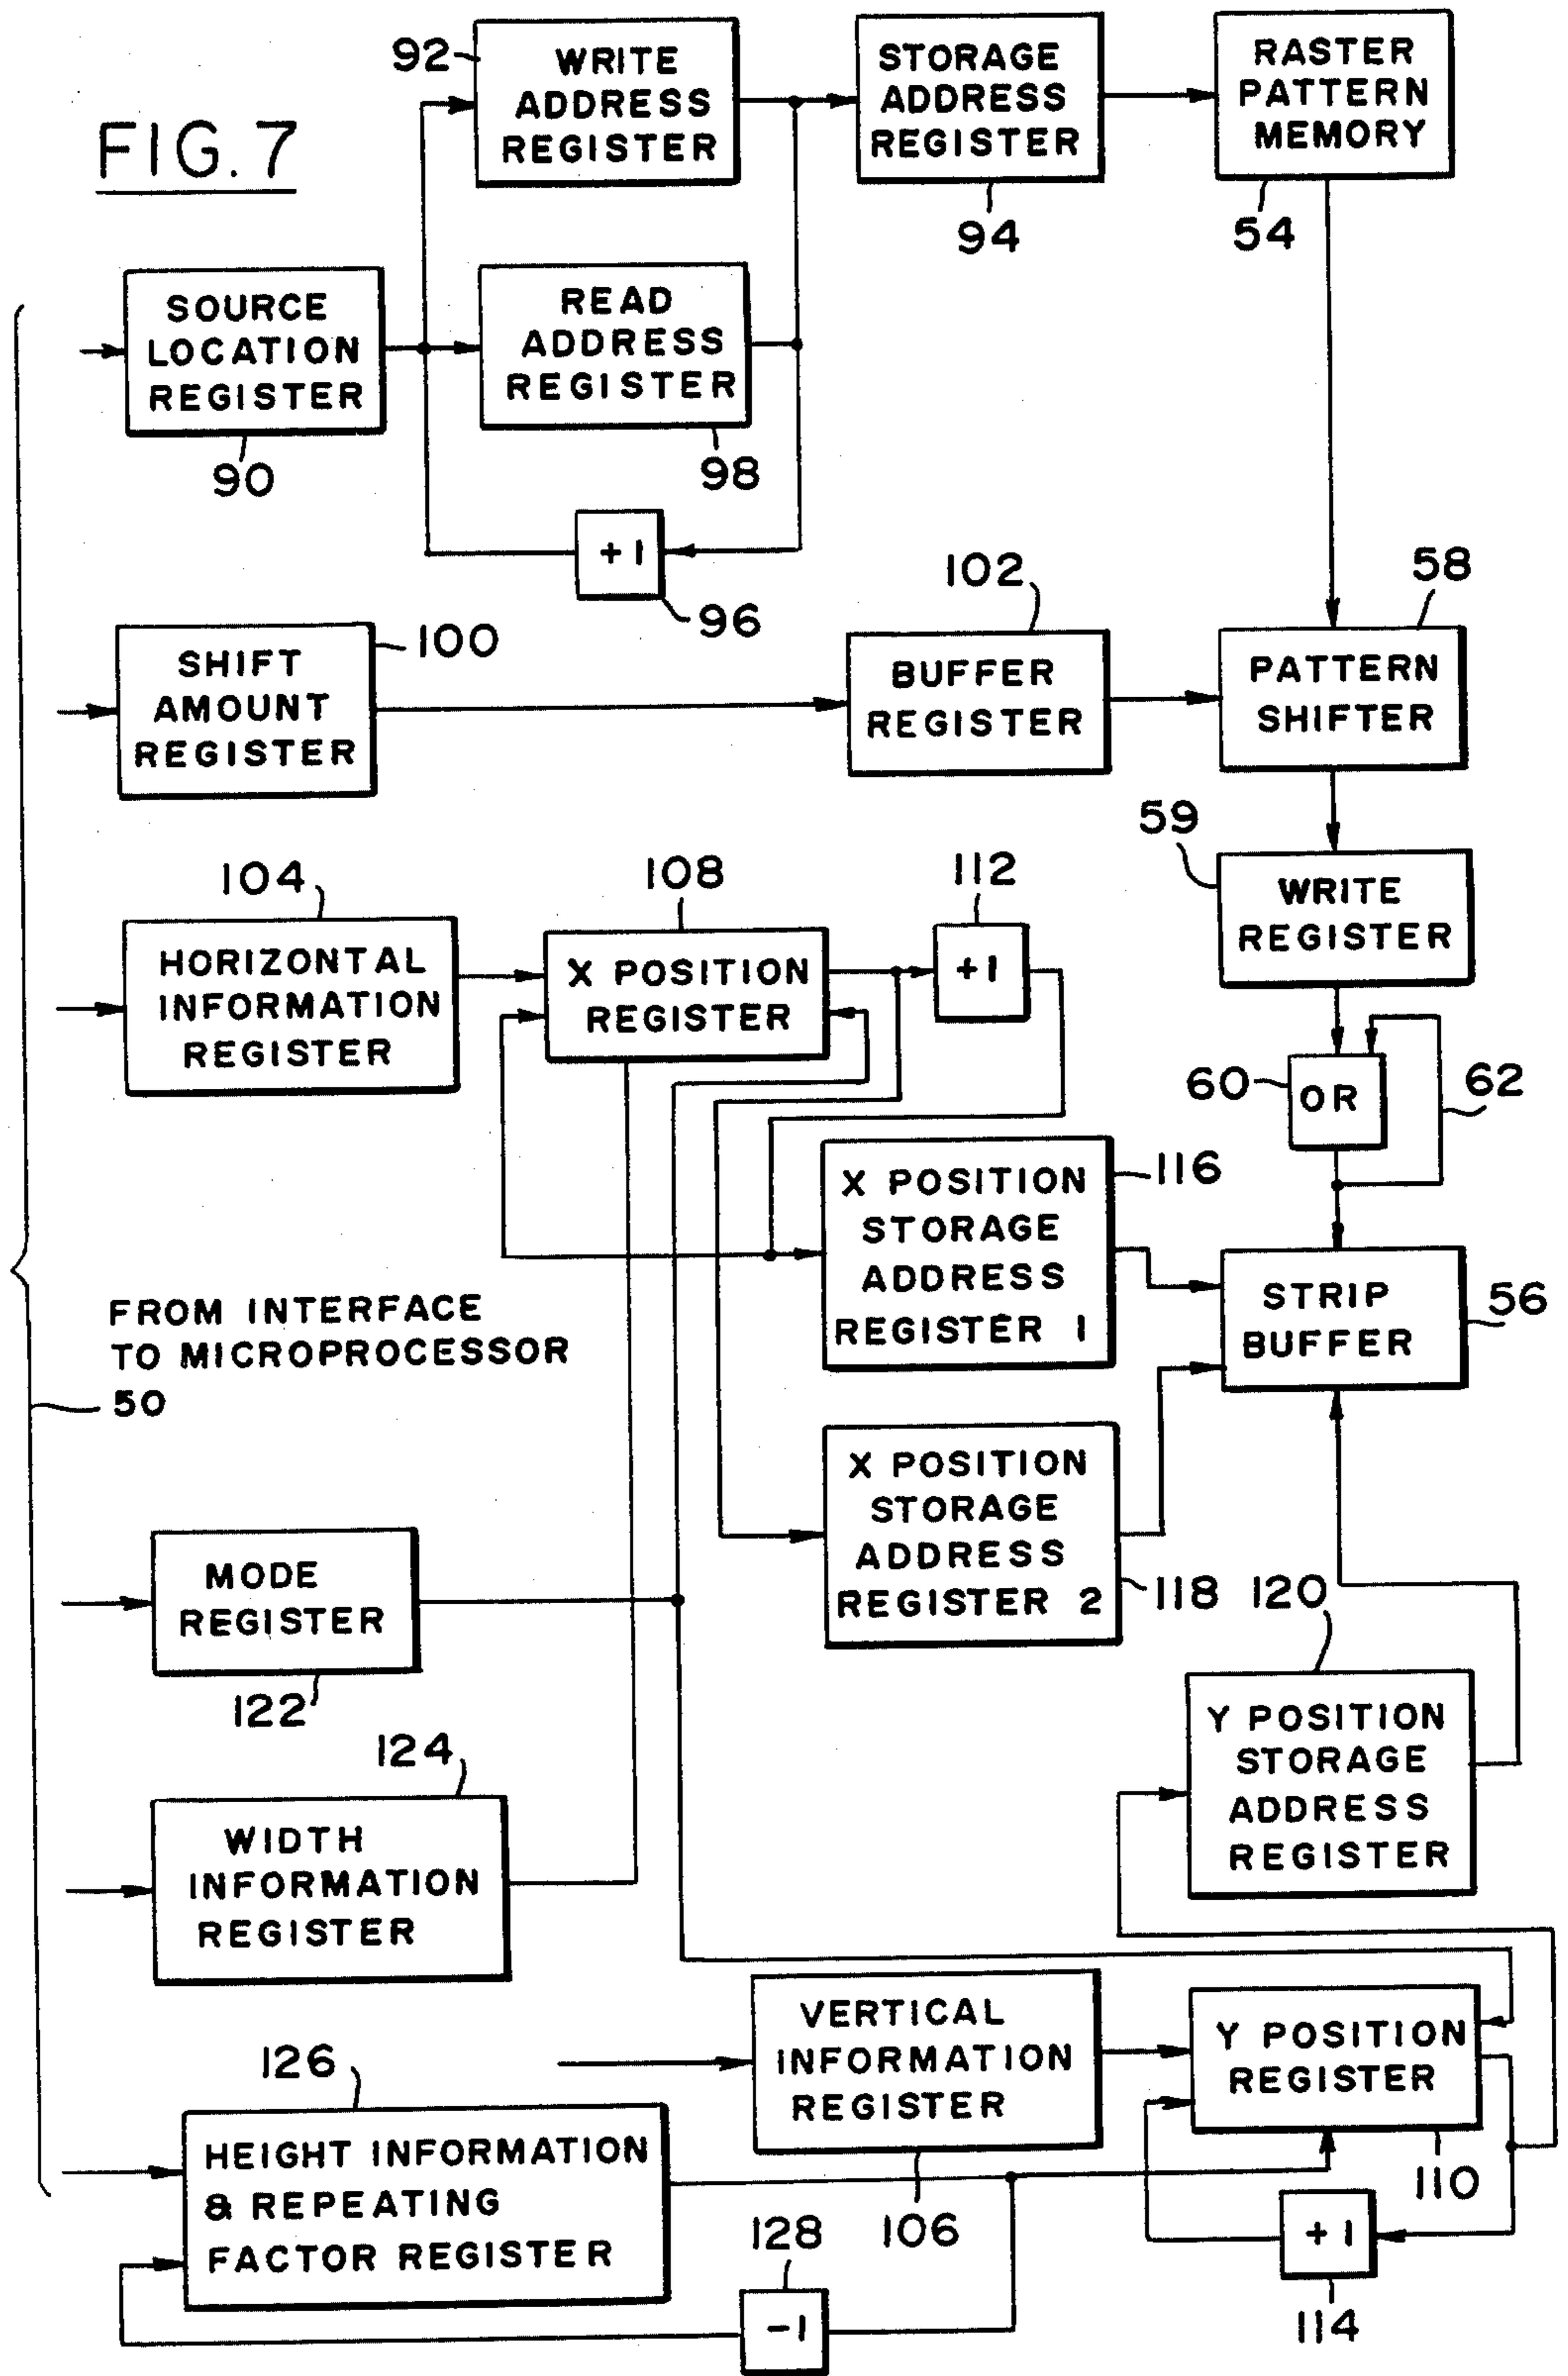 FIG. 7
92
WRITE
ADDRESS
REGISTER
STORAGE
ADDRESS
REGISTER
94
RASTER
PATTERN
MEMORY
54
SOURCE
LOCATION
REGISTER
90
READ
ADDRESS
REGISTER
98
+1
96
SHIFT
AMOUNT
REGISTER
100
102
BUFFER
REGISTER
58
PATTERN
SHIFTER
59
WRITE
REGISTER
104
HORIZONTAL
INFORMATION
REGISTER
108
X POSITION
REGISTER
112
+1
60
OR
62
X POSITION
STORAGE
ADDRESS
REGISTER 1
116
STRIP
BUFFER
56
FROM INTERFACE
TO MICROPROCESSOR
50
X POSITION
STORAGE
ADDRESS
REGISTER 2
118
MODE
REGISTER
122
120
Y POSITION
STORAGE
ADDRESS
REGISTER
124
WIDTH
INFORMATION
REGISTER
VERTICAL
INFORMATION
REGISTER
106
Y POSITION
REGISTER
110
126
HEIGHT INFORMATION
& REPEATING
FACTOR REGISTER
128
-1
+1
114